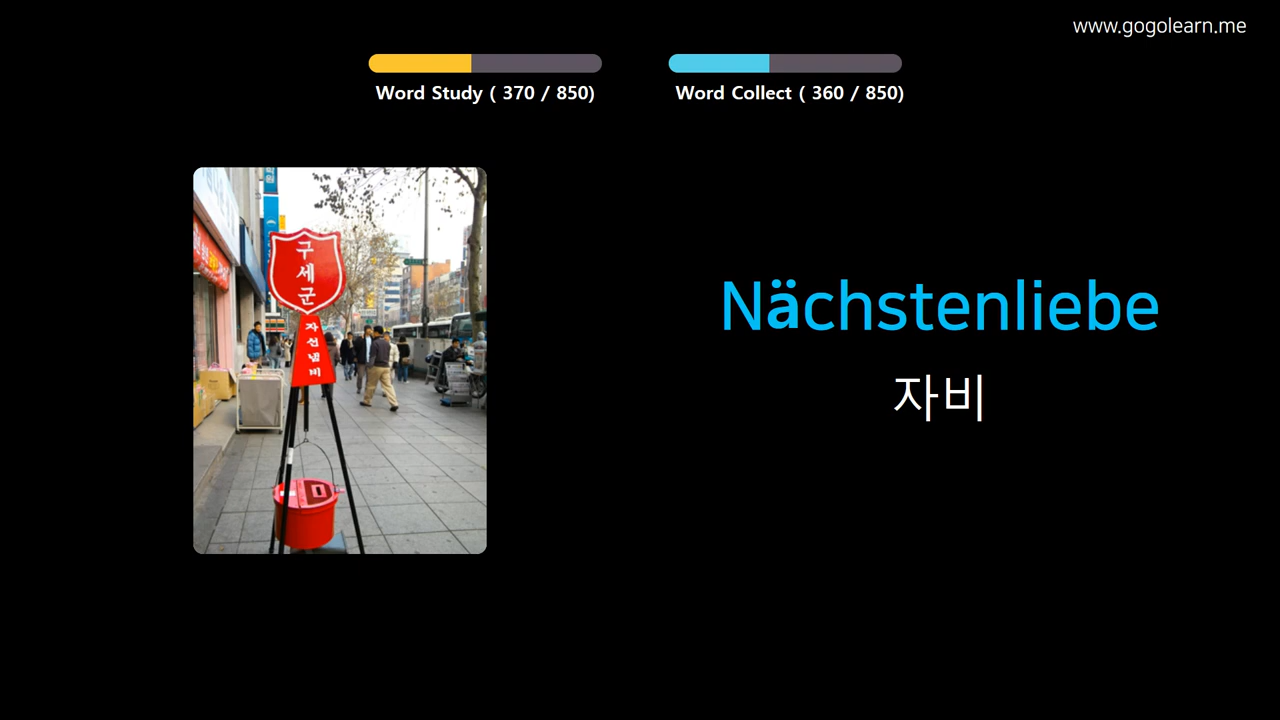 www.gogolearn.me
Word Study ( 370 / 850)
Word Collect ( 360 / 850)
구
세
군
자
선
냄
비
Nächstenliebe
자비